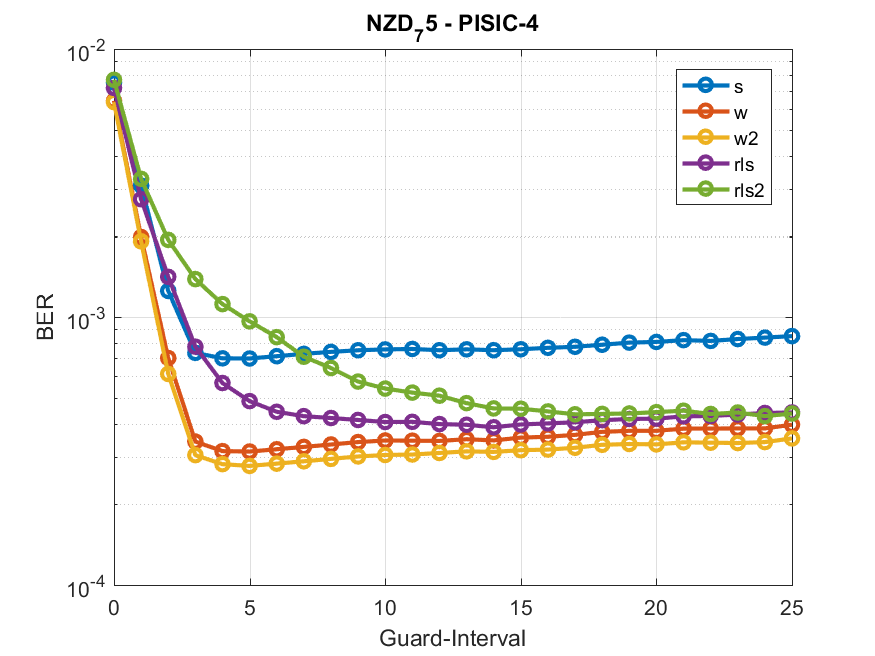 NZD₇5 - PISIC-4
10⁻²
10⁻³
10⁻⁴
BER
s
w
w2
rls
rls2
0 5 10 15 20 25
Guard-Interval